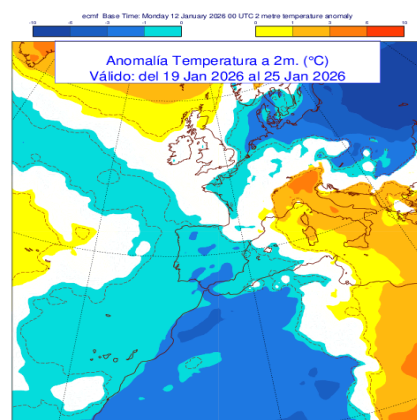 ecmf Base Time: Monday 12 January 2026 00 UTC 2 metre temperature anomaly
Anomalía Temperatura a 2m. (°C)
Válido: del 19 Jan 2026 al 25 Jan 2026